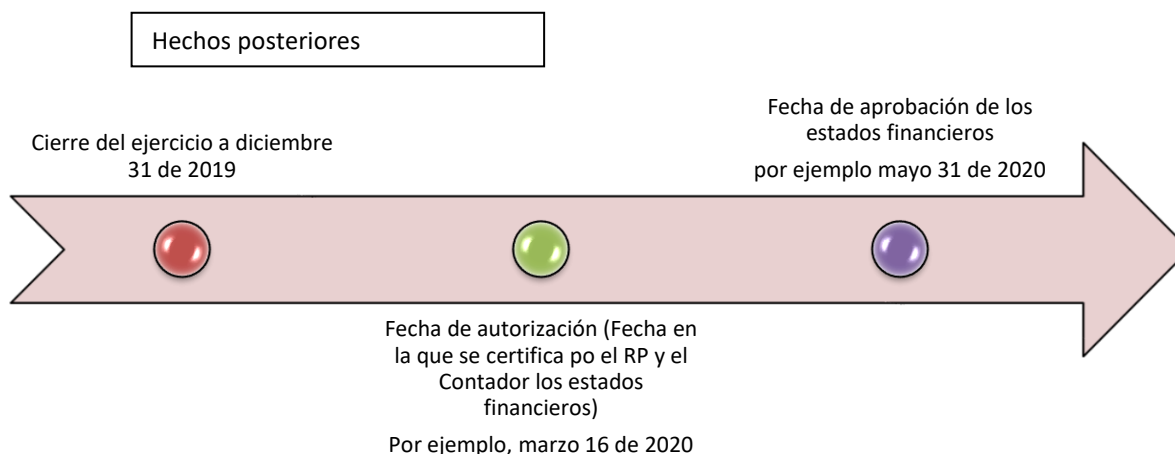 Hechos posteriores
Cierre del ejercicio a diciembre
31 de 2019
Fecha de autorización (Fecha en
la que se certifica po el RP y el
Contador los estados
financieros)
Por ejemplo, marzo 16 de 2020
Fecha de aprobación de los
estados financieros
por ejemplo mayo 31 de 2020